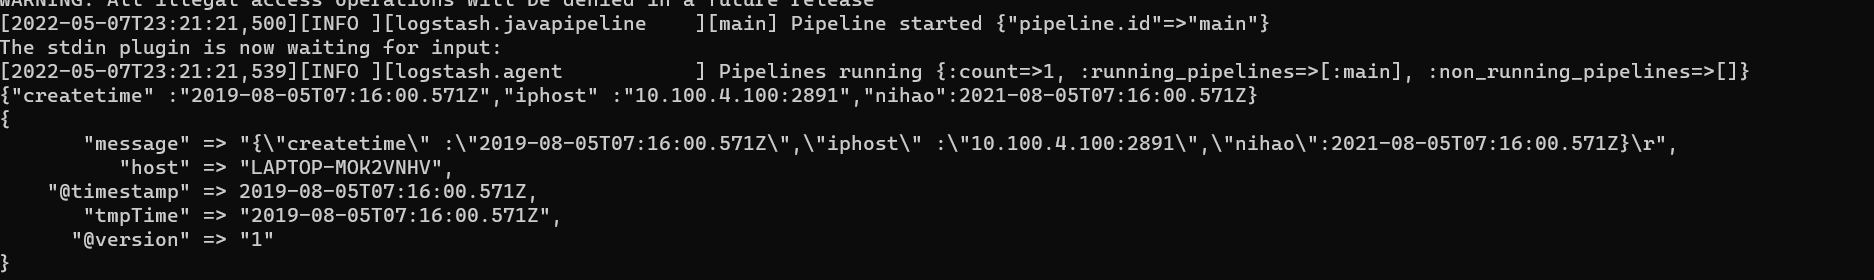 WARNING: All illegal access operations will be denied in a future release
[2022-05-07T23:21:21,500][INFO ][logstash.javapipeline    ][main] Pipeline started {"pipeline.id"=>"main"}
The stdin plugin is now waiting for input:
[2022-05-07T23:21:21,539][INFO ][logstash.agent           ] Pipelines running {:count=>1, :running_pipelines=>[:main], :non_running_pipelines=>[]}
{"createtime" :"2019-08-05T07:16:00.571Z","iphost" :"10.100.4.100:2891","nihao":2021-08-05T07:16:00.571Z}
{
       "message" => "{\"createtime\" :\"2019-08-05T07:16:00.571Z\",\"iphost\" :\"10.100.4.100:2891\",\"nihao\":2021-08-05T07:16:00.571Z}\r",
          "host" => "LAPTOP-MOK2VNHV",
    "@timestamp" => 2019-08-05T07:16:00.571Z,
       "tmpTime" => "2019-08-05T07:16:00.571Z",
      "@version" => "1"
}